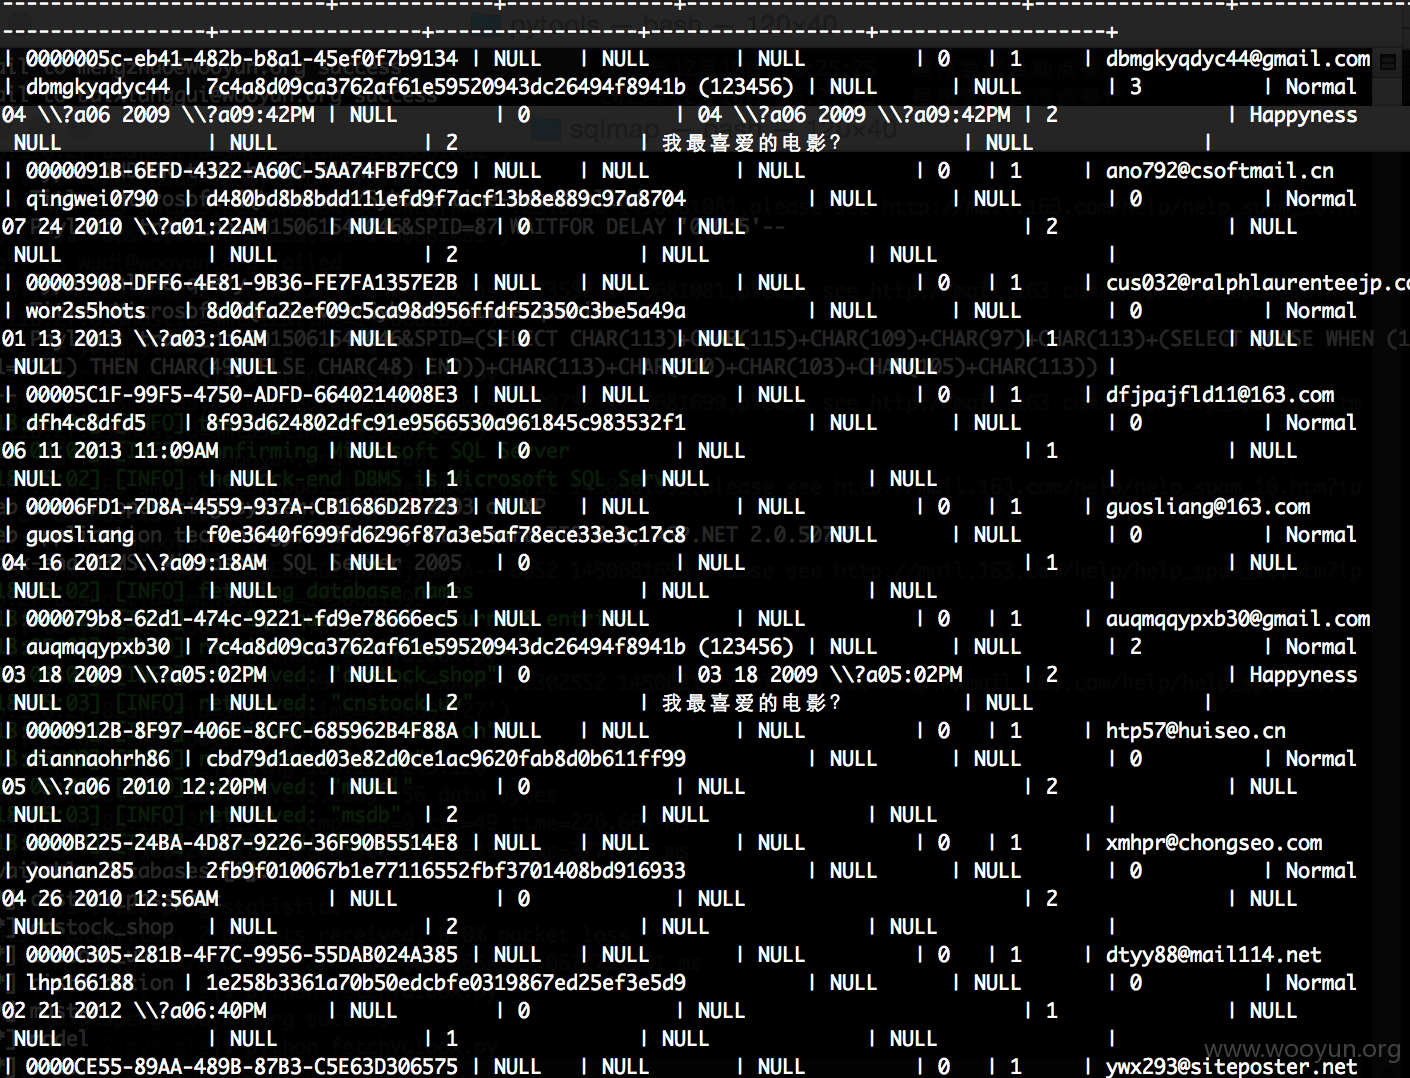 -----------------------------+---------------+---------------+-------------------------------+-----------------+---------------
------------------+-------------------+------------------+-------------------+--------------------+
| 0000005c-eb41-482b-b8a1-45ef0f7b9134 | NULL | NULL | NULL | 0 | 1 | dbmgkyqdyc44@gmail.com
| dbmgkyqdyc44 | 7c4a8d09ca3762af61e59520943dc26494f8941b (123456) | NULL | NULL | 3 | Normal
04 \\?a06 2009 \\?a09:42PM | NULL | 0 | 04 \\?a06 2009 \\?a09:42PM | 2 | Happyness
NULL | NULL | 2 | 我最喜爱的电影? | NULL |
| 0000091B-6EFD-4322-A60C-5AA74FB7FCC9 | NULL | NULL | NULL | 0 | 1 | ano792@csoftmail.cn
| qingwei0790 | d480bd8b8bdd111efd9f7acf13b8e889c97a8704 | NULL | NULL | 0 | Normal
07 24 2010 \\?a01:22AM | NULL | 0 | NULL | 2 | NULL
NULL | NULL | 2 | NULL | NULL |
| 00003908-DFF6-4E81-9B36-FE7FA1357E2B | NULL | NULL | NULL | 0 | 1 | cus032@ralphlaurenteejp.co
| wor2s5hots | 8d0dfa22ef09c5ca98d956ffdf52350c3be5a49a | NULL | NULL | 0 | Normal
01 13 2013 \\?a03:16AM | NULL | 0 | NULL | 1 | NULL
NULL | NULL | 1 | NULL | NULL |
| 00005C1F-99F5-4750-ADFD-6640214008E3 | NULL | NULL | NULL | 0 | 1 | dfjpajfld11@163.com
| dfh4c8dfd5 | 8f93d624802dfc91e9566530a961845c983532f1 | NULL | NULL | 0 | Normal
06 11 2013 11:09AM | NULL | 0 | NULL | 1 | NULL
NULL | NULL | 1 | NULL | NULL |
| 00006FD1-7D8A-4559-937A-CB1686D2B723 | NULL | NULL | NULL | 0 | 1 | guosliang@163.com
| guosliang | f0e3640f699fd6296f87a3e5af78ece33e3c17c8 | NULL | NULL | 0 | Normal
04 16 2012 \\?a09:18AM | NULL | 0 | NULL | 1 | NULL
NULL | NULL | 1 | NULL | NULL |
| 000079b8-62d1-474c-9221-fd9e78666ec5 | NULL | NULL | NULL | 0 | 1 | auqmqqypxb30@gmail.com
| auqmqqypxb30 | 7c4a8d09ca3762af61e59520943dc26494f8941b (123456) | NULL | NULL | 2 | Normal
03 18 2009 \\?a05:02PM | NULL | 0 | 03 18 2009 \\?a05:02PM | 2 | Happyness
NULL | NULL | 2 | 我最喜爱的电影? | NULL |
| 0000912B-8F97-406E-8CFC-685962B4F88A | NULL | NULL | NULL | 0 | 1 | htp57@huiseo.cn
| diannaohrh86 | cbd79d1aed03e82d0ce1ac9620fab8d0b611ff99 | NULL | NULL | 0 | Normal
05 \\?a06 2010 12:20PM | NULL | 0 | NULL | 2 | NULL
NULL | NULL | 2 | NULL | NULL |
| 0000B225-24BA-4D87-9226-36F90B5514E8 | NULL | NULL | NULL | 0 | 1 | xmhpr@chongseo.com
| younan285 | 2fb9f010067b1e77116552fbf3701408bd916933 | NULL | NULL | 0 | Normal
04 26 2010 12:56AM | NULL | 0 | NULL | 2 | NULL
NULL | NULL | 2 | NULL | NULL |
| 0000C305-281B-4F7C-9956-55DAB024A385 | NULL | NULL | NULL | 0 | 1 | dtyy88@mail114.net
| lhp166188 | 1e258b3361a70b50edcbfe0319867ed25ef3e5d9 | NULL | NULL | 0 | Normal
02 21 2012 \\?a06:40PM | NULL | 0 | NULL | 1 | NULL
NULL | NULL | 1 | NULL | NULL |
| 0000CE55-89AA-489B-87B3-C5E63D306575 | NULL | NULL | NULL | 0 | 1 | ywx293@siteposter.net
www.wooyun.org